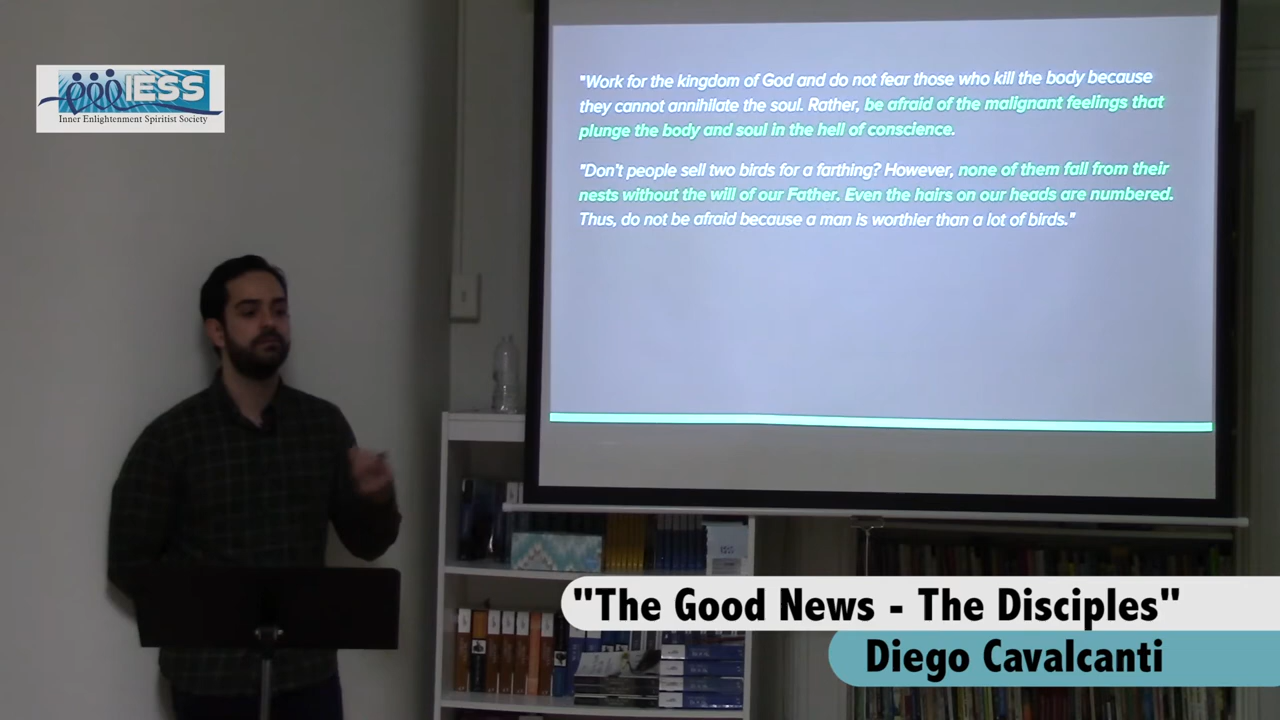 IESS
Inner Enlightenment Spiritist Society
"Work for the kingdom of God and do not fear those who kill the body because
they cannot annihilate the soul. Rather, be afraid of the malignant feelings that
plunge the body and soul in the hell of conscience.
"Don't people sell two birds for a farthing? However, none of them fall from their
nests without the will of our Father. Even the hairs on our heads are numbered.
Thus, do not be afraid because a man is worthier than a lot of birds."
"The Good News - The Disciples"
Diego Cavalcanti